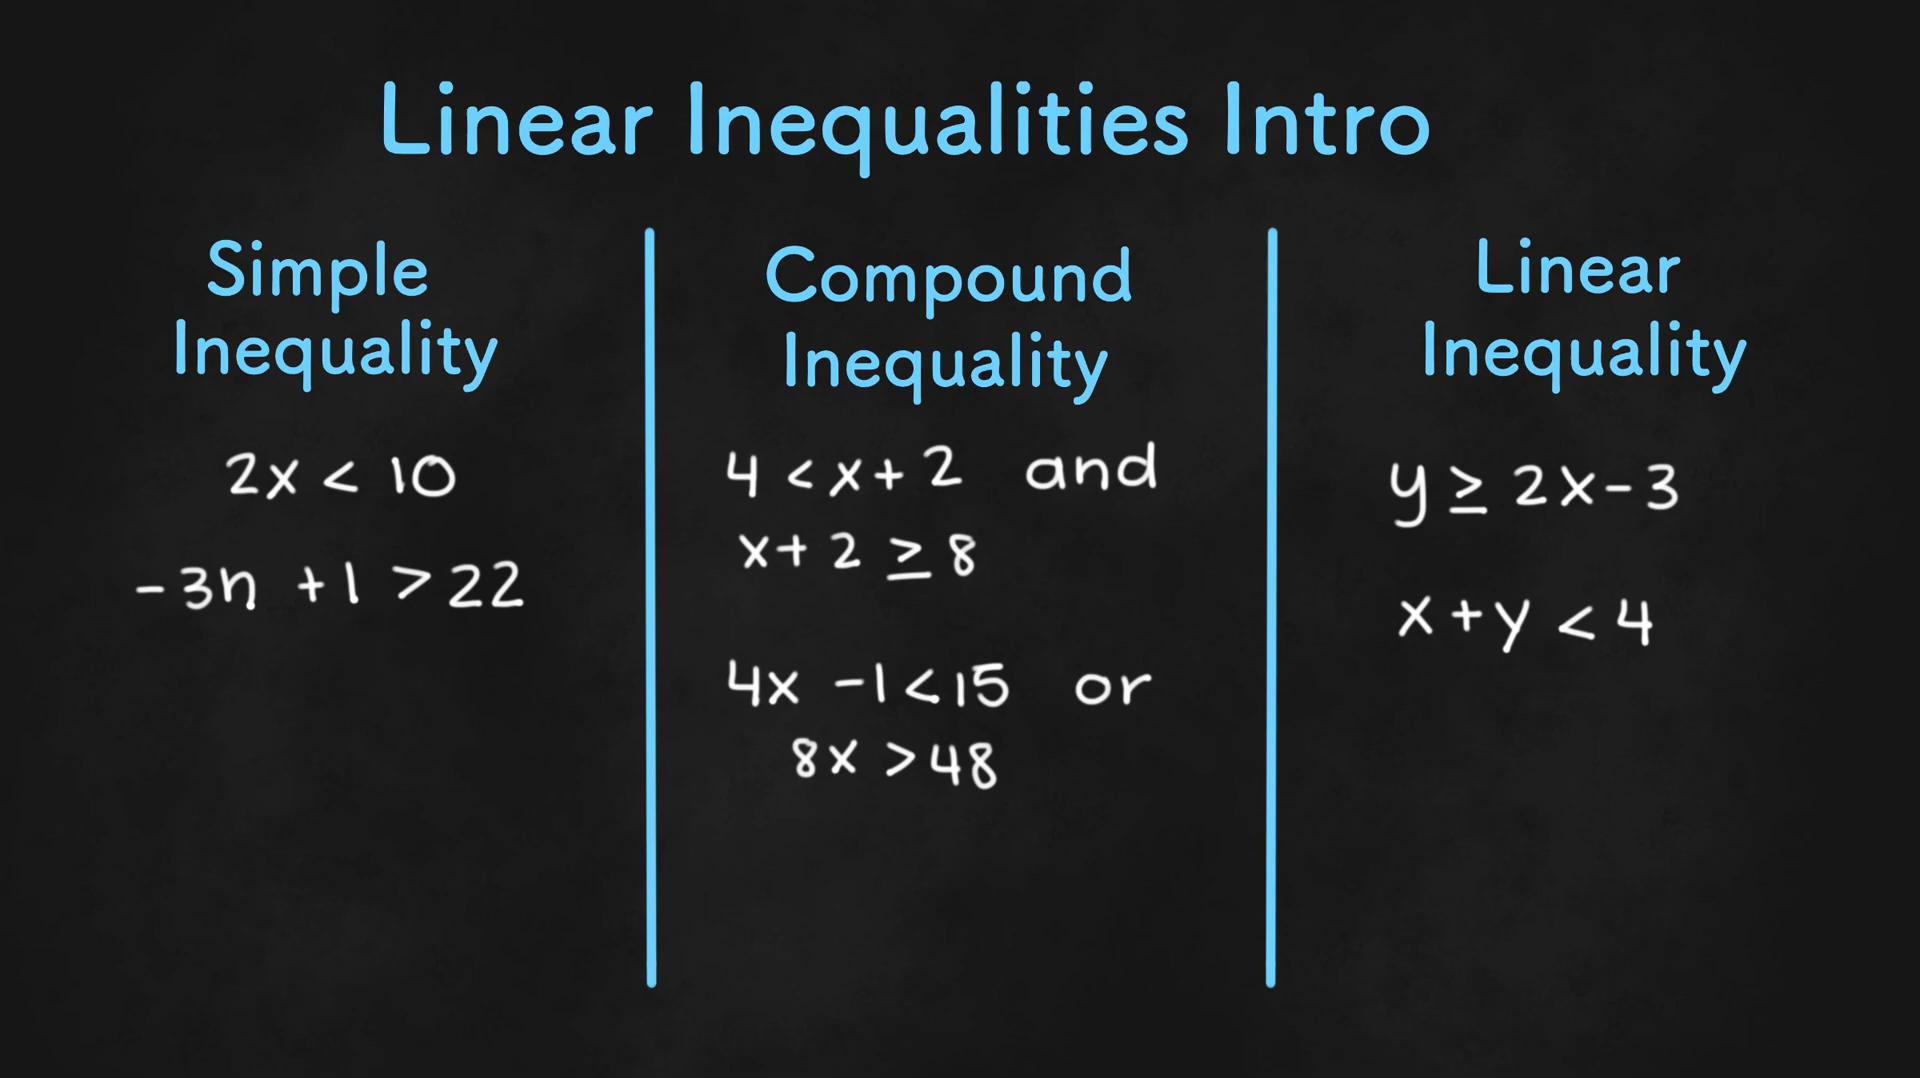 Linear Inequalities Intro
Simple
Inequality
2x < 10
-3n + 1 > 22
Compound
Inequality
4 < x + 2 and
x + 2 ≥ 8
4x - 1 < 15 or
8x > 48
Linear
Inequality
y ≥ 2x - 3
x + y < 4